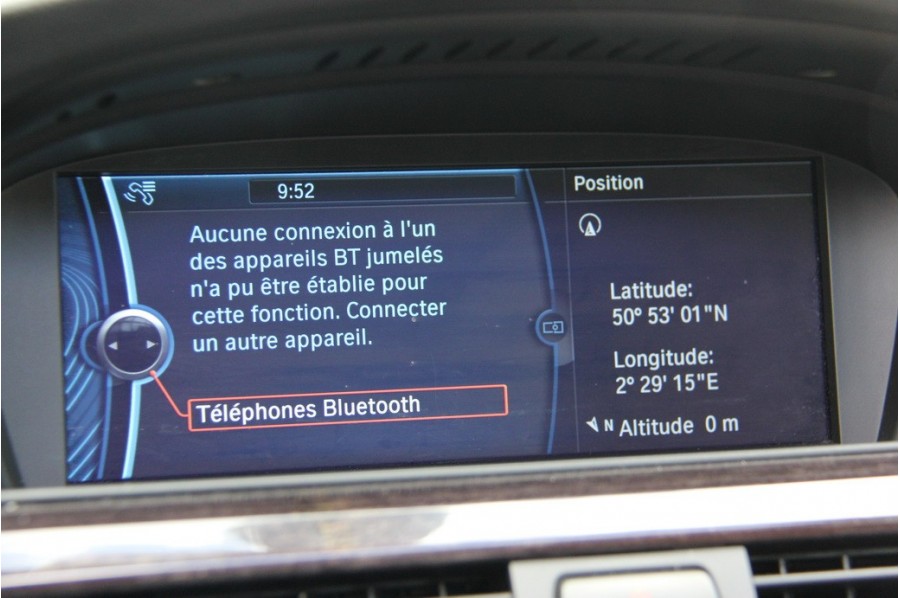 9:52
Aucune connexion à l'un
des appareils BT jumelés
n'a pu être établie pour
cette fonction. Connecter
un autre appareil.
Téléphones Bluetooth
Position
Latitude:
50° 53' 01"N
Longitude:
2° 29' 15"E
N Altitude 0 m